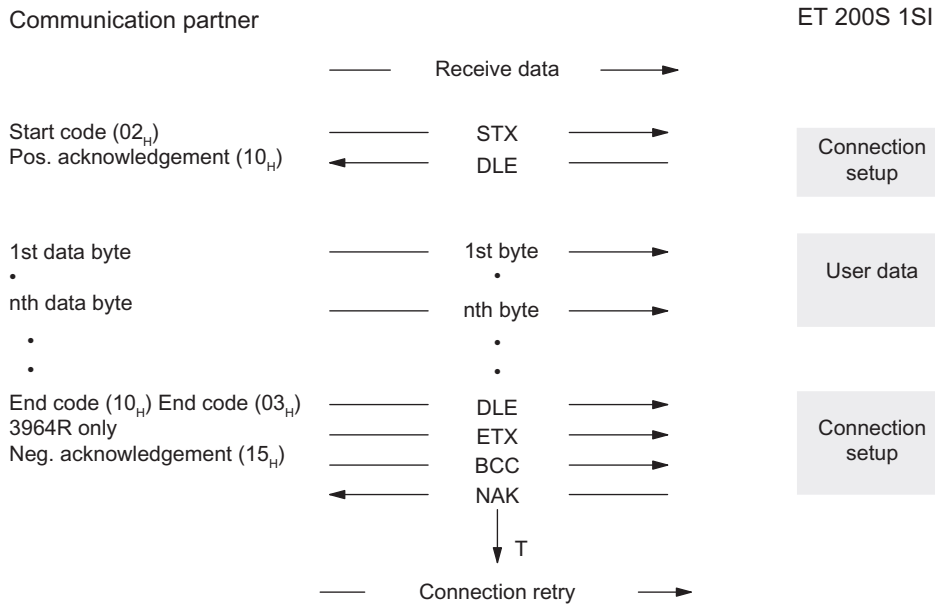 Communication partner
ET 200S 1SI
Receive data
Start code (02H)
STX
Pos. acknowledgement (10H)
DLE
Connection
setup
1st data byte
1st byte
•
•
User data
nth data byte
nth byte
•
•
•
•
End code (10H) End code (03H)
DLE
3964R only
ETX
Connection
setup
Neg. acknowledgement (15H)
BCC
NAK
T
Connection retry